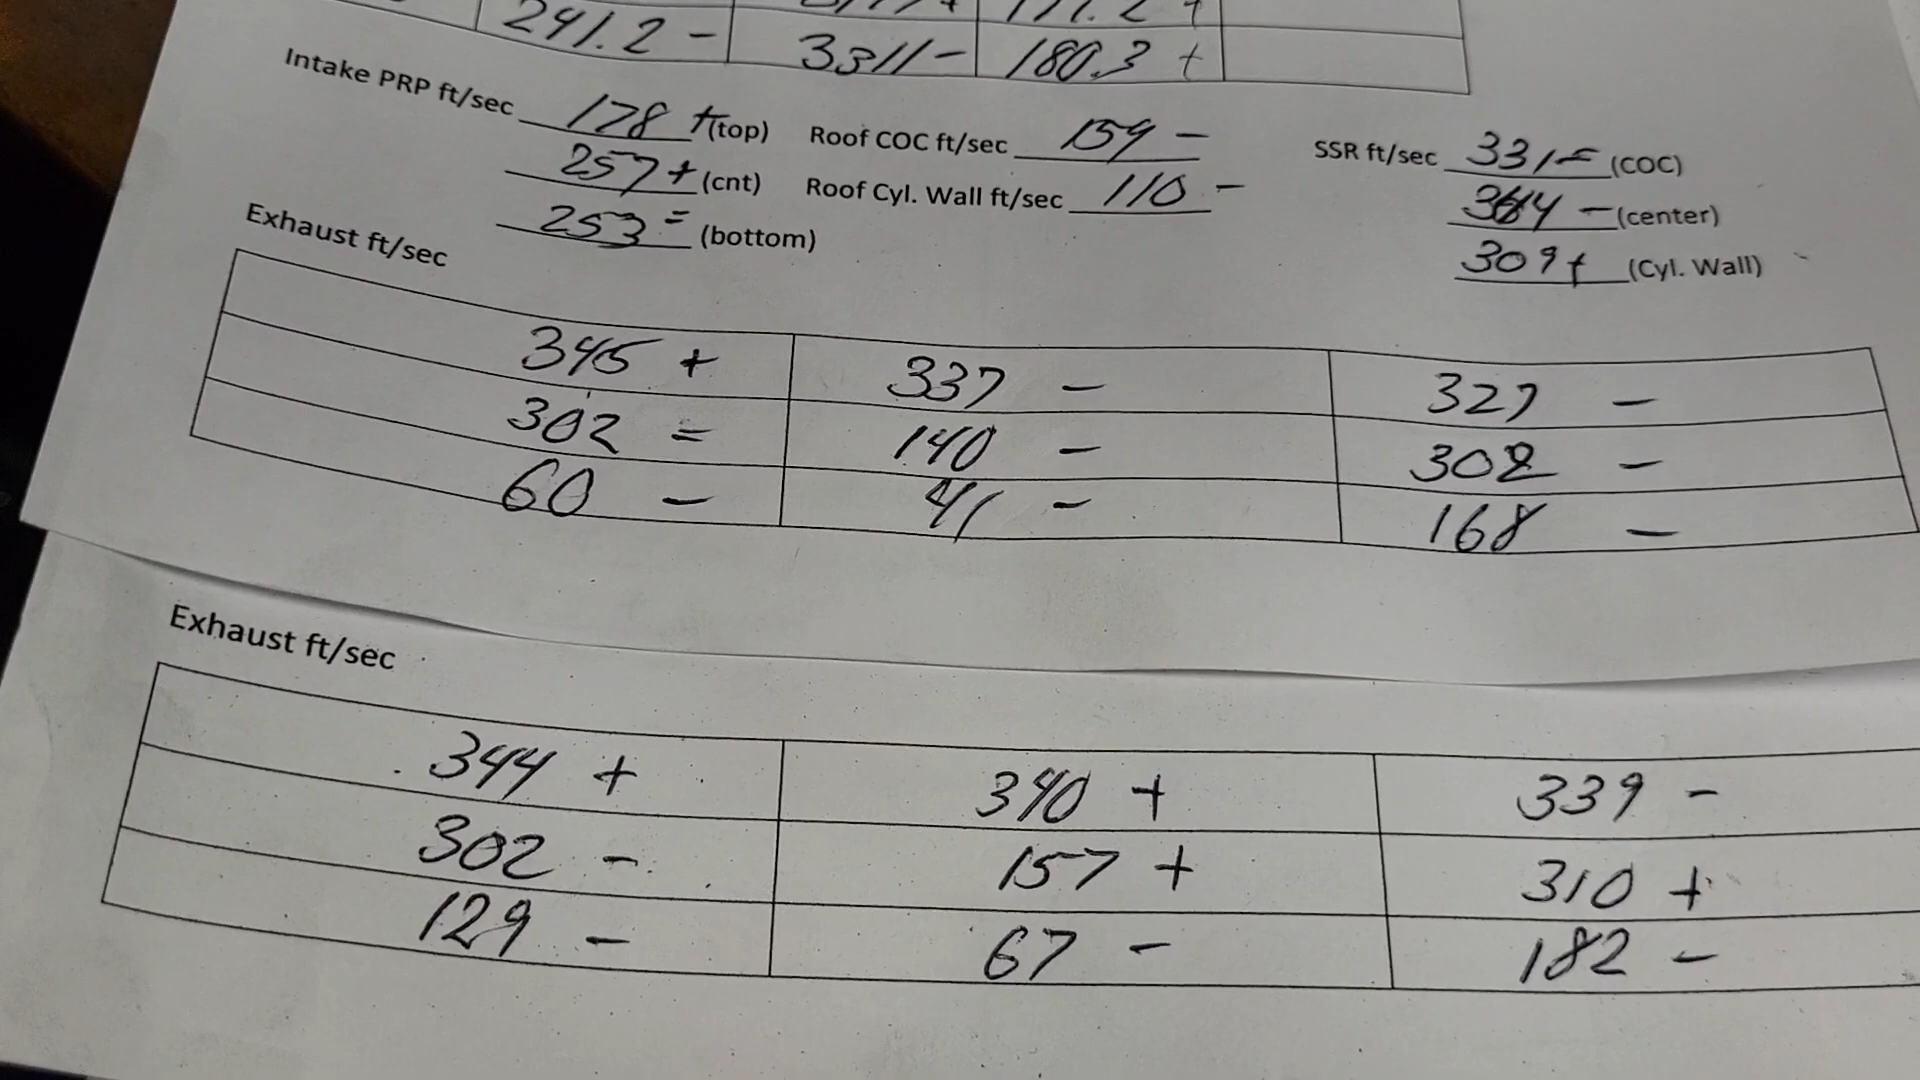 241.2 - 3311 - 180.3 +
Intake PRP ft/sec 178 + (top) Roof COC ft/sec 159 - SSR ft/sec 331 = (COC)
257 + (cnt) Roof Cyl. Wall ft/sec 110 - - (center)
253 = (bottom) 309 + (Cyl. Wall)
Exhaust ft/sec
345 + 337 - 327 -
302 = 140 - 302 -
60 - 41 - 168 -
Exhaust ft/sec
344 + 340 + 339 -
302 - 157 + 310 +
129 - 67 - 182 -